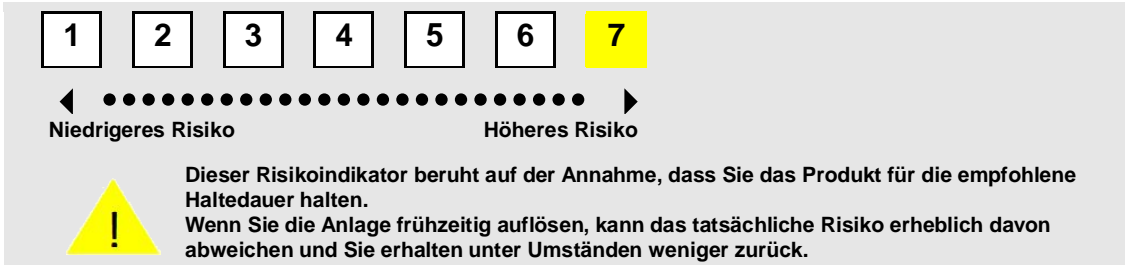 1 2 3 4 5 6 7
Niedrigeres Risiko Höheres Risiko
Dieser Risikoindikator beruht auf der Annahme, dass Sie das Produkt für die empfohlene
Haltedauer halten.
Wenn Sie die Anlage frühzeitig auflösen, kann das tatsächliche Risiko erheblich davon
abweichen und Sie erhalten unter Umständen weniger zurück.
!